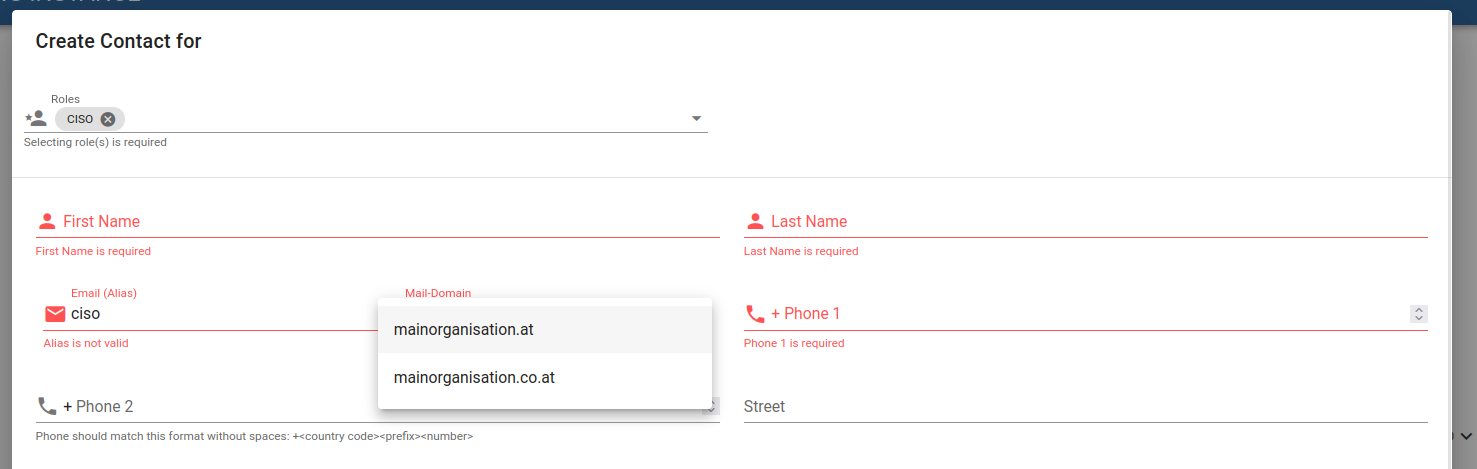 Create Contact for
Roles
CISO
Selecting role(s) is required
First Name
Last Name
First Name is required
Last Name is required
Email (Alias)
Mail-Domain
ciso
+ Phone 1
Alias is not valid
Phone 1 is required
mainorganisation.at
mainorganisation.co.at
+ Phone 2
Street
Phone should match this format without spaces: +<country code><prefix><number>